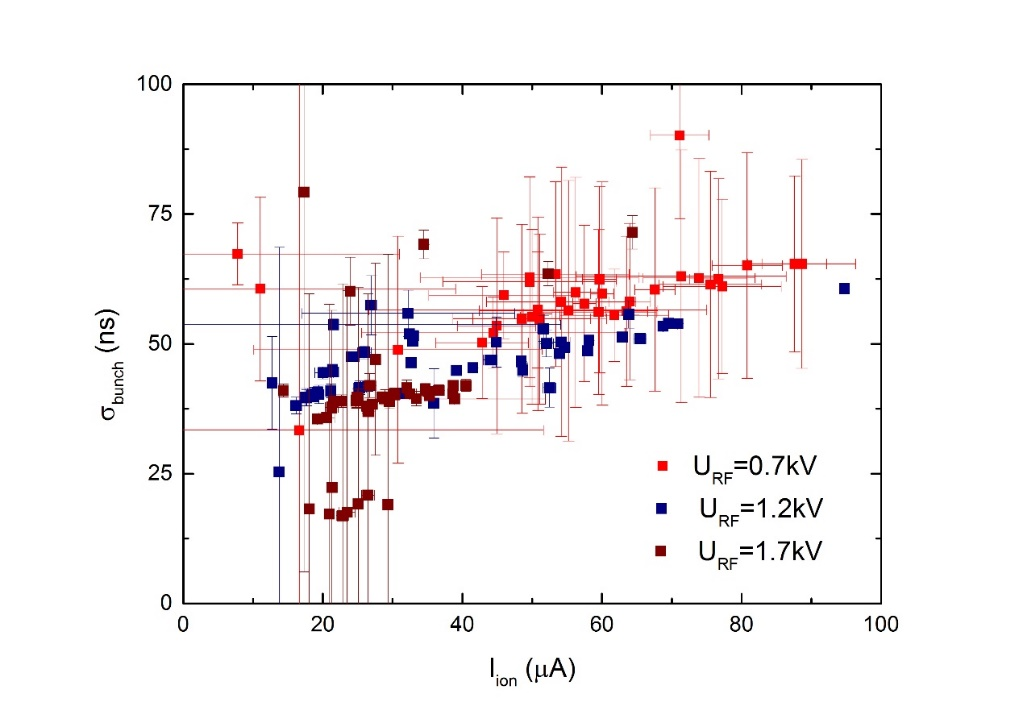 100
75
50
25
0
0 20 40 60 80 100
σbunch (ns)
Iion (μA)
URF=0.7kV
URF=1.2kV
URF=1.7kV